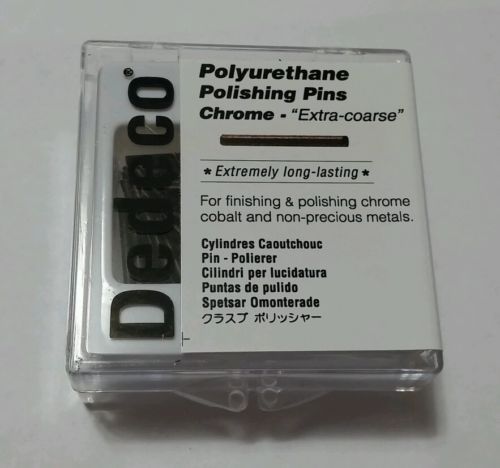 Dedeco®
Polyurethane
Polishing Pins
Chrome - "Extra-coarse"
* Extremely long-lasting *
For finishing & polishing chrome
cobalt and non-precious metals.
Cylindres Caoutchouc
Pin - Polierer
Cilindri per lucidatura
Puntas de pulido
Spetsar Omonterade
クラスプ ポリッシャー